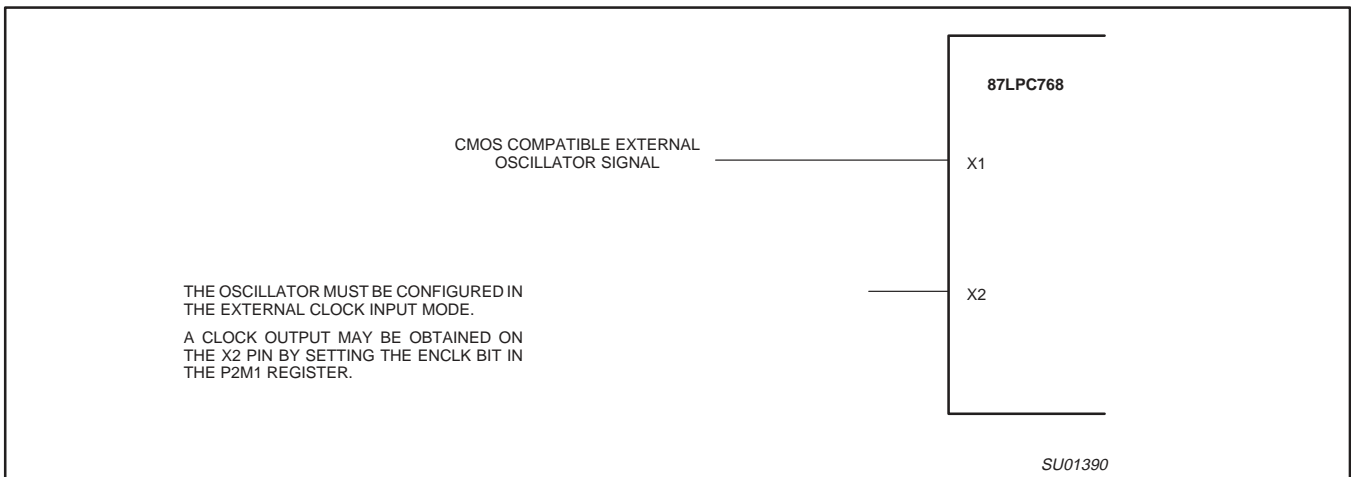 87LPC768
CMOS COMPATIBLE EXTERNAL
OSCILLATOR SIGNAL
X1
THE OSCILLATOR MUST BE CONFIGURED IN
THE EXTERNAL CLOCK INPUT MODE.
X2
A CLOCK OUTPUT MAY BE OBTAINED ON
THE X2 PIN BY SETTING THE ENCLK BIT IN
THE P2M1 REGISTER.
SU01390